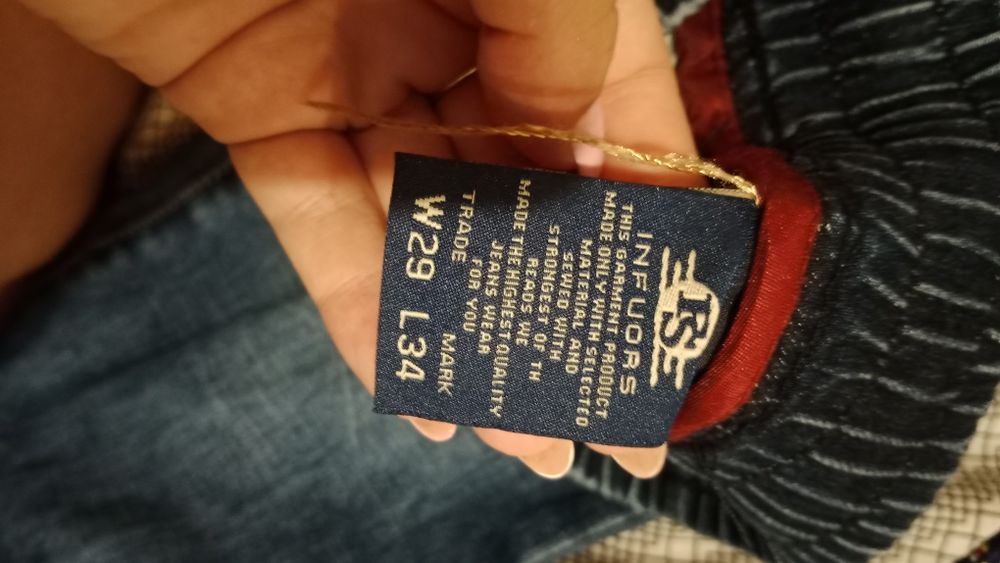 INFWORS
THIS GARMENT PRODUCT
MADE ONLY WITH SELECTED
MATERIAL AND
SEWED WITH
STRONGEST OF TH
READS WE
MADE THE HIGHEST QUALITY
JEANS WEAR
FOR YOU
TRADE MARK
W29 L34